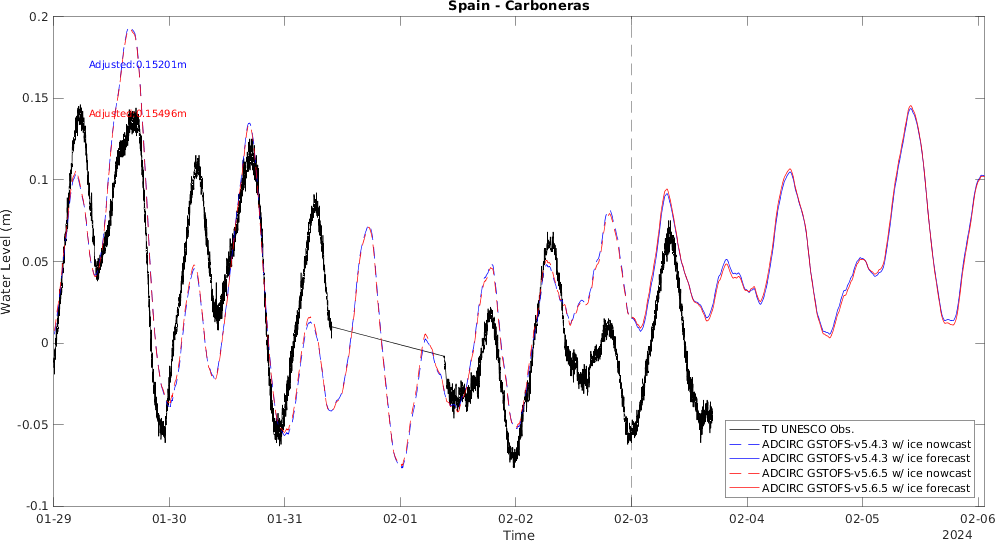 Spain - Carboneras
0.2
0.15
0.1
0.05
0
-0.05
-0.1
Water Level (m)
Adjusted:0.15201m
Adjusted:0.15496m
TD UNESCO Obs.
ADCIRC GSTOFS-v5.4.3 w/ ice nowcast
ADCIRC GSTOFS-v5.4.3 w/ ice forecast
ADCIRC GSTOFS-v5.6.5 w/ ice nowcast
ADCIRC GSTOFS-v5.6.5 w/ ice forecast
01-29 01-30 01-31 02-01 02-02 02-03 02-04 02-05 02-06
Time
2024